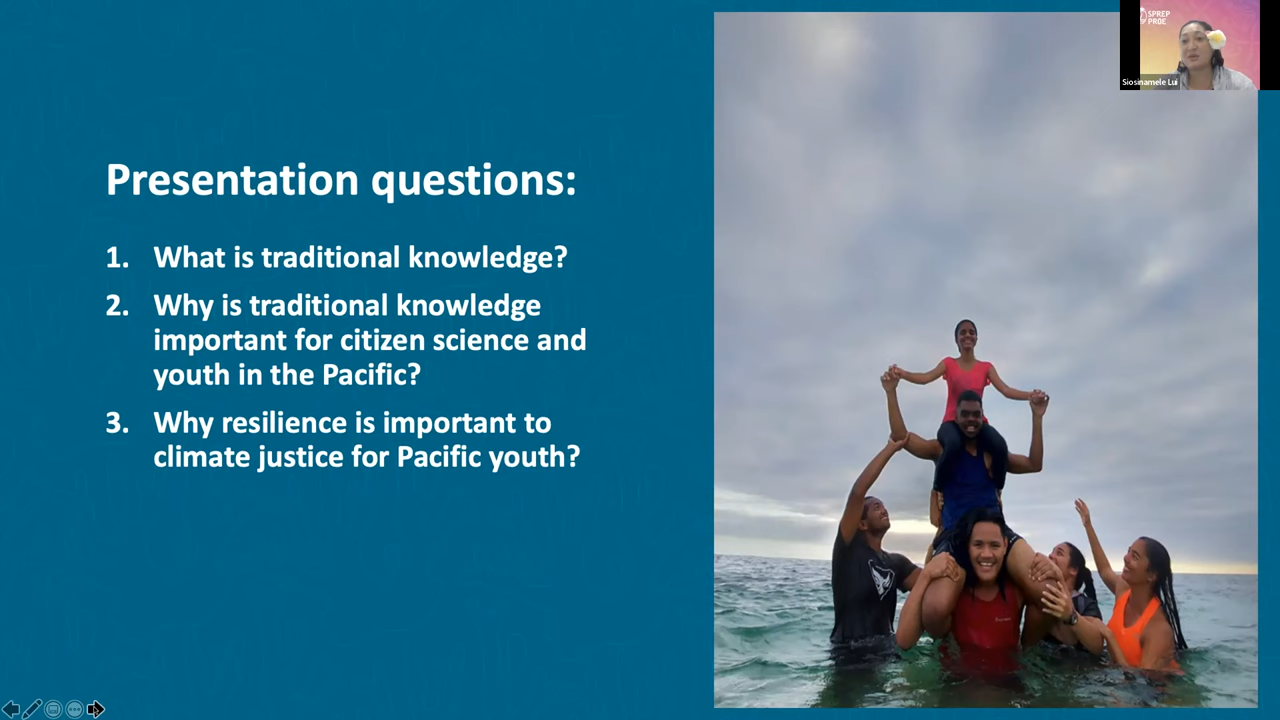 SPREP
PROE
Siosinamele Lui
Presentation questions:
1. What is traditional knowledge?
2. Why is traditional knowledge
important for citizen science and
youth in the Pacific?
3. Why resilience is important to
climate justice for Pacific youth?